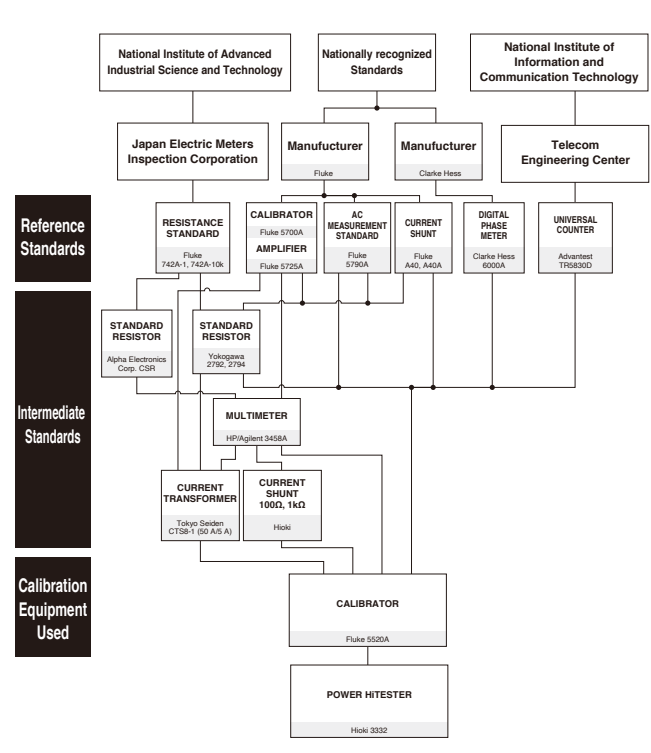 National Institute of Advanced
Industrial Science and Technology
Nationally recognized
Standards
National Institute of
Information and
Communication Technology
Japan Electric Meters
Inspection Corporation
Manufucturer
Fluke
Manufucturer
Clarke Hess
Telecom
Engineering Center
Reference
Standards
RESISTANCE
STANDARD
Fluke
742A-1, 742A-10k
CALIBRATOR
Fluke 5700A
AMPLIFIER
Fluke 5725A
AC
MEASUREMENT
STANDARD
Fluke
5790A
CURRENT
SHUNT
Fluke
A40, A40A
DIGITAL
PHASE
METER
Clarke Hess
6000A
UNIVERSAL
COUNTER
Advantest
TR5830D
Intermediate
Standards
STANDARD
RESISTOR
Alpha Electronics
Corp. CSR
STANDARD
RESISTOR
Yokogawa
2792, 2794
MULTIMETER
HP/Agilent 3458A
CURRENT
TRANSFORMER
Tokyo Seiden
CTS8-1 (50 A/5 A)
CURRENT
SHUNT
100Ω, 1kΩ
Hioki
Calibration
Equipment
Used
CALIBRATOR
Fluke 5520A
POWER HiTESTER
Hioki 3332